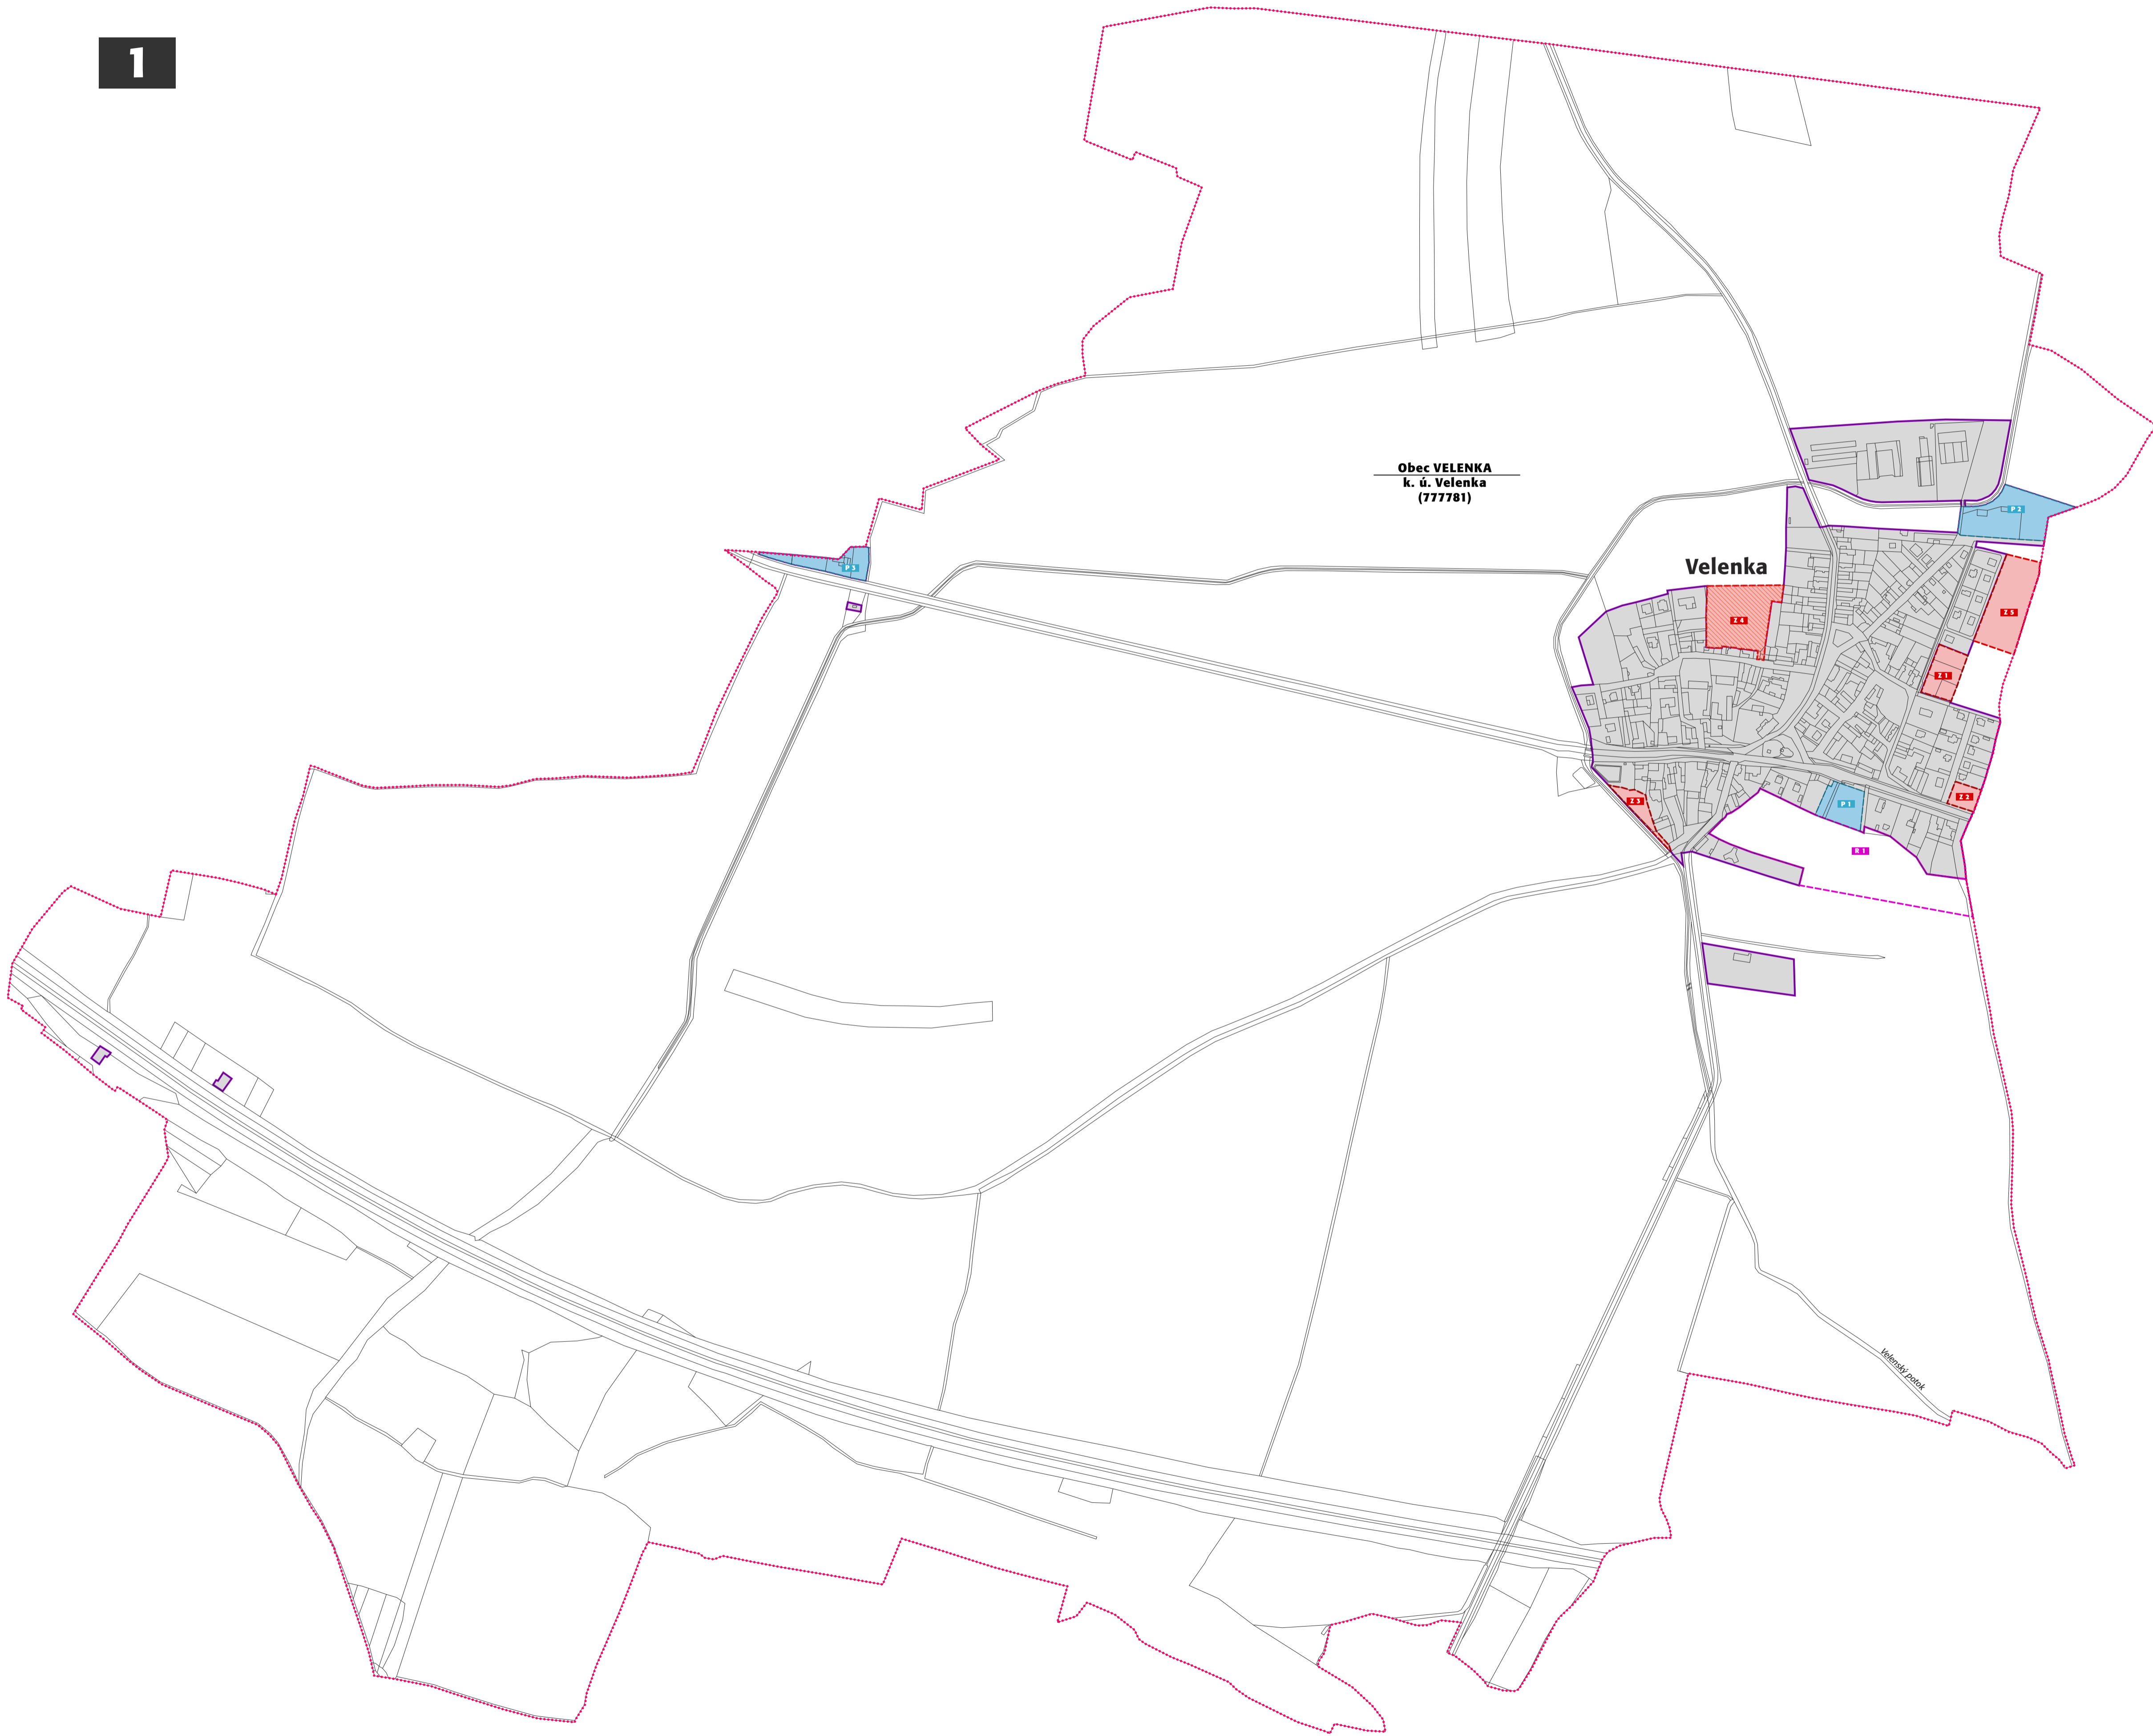 1
Obec VELENKA
k. ú. Velenka
(777781)
Velenka
P 2
P 3
Z 4
Z 5
Z 1
Z 3
P 1
Z 2
R 1
Velenský potok